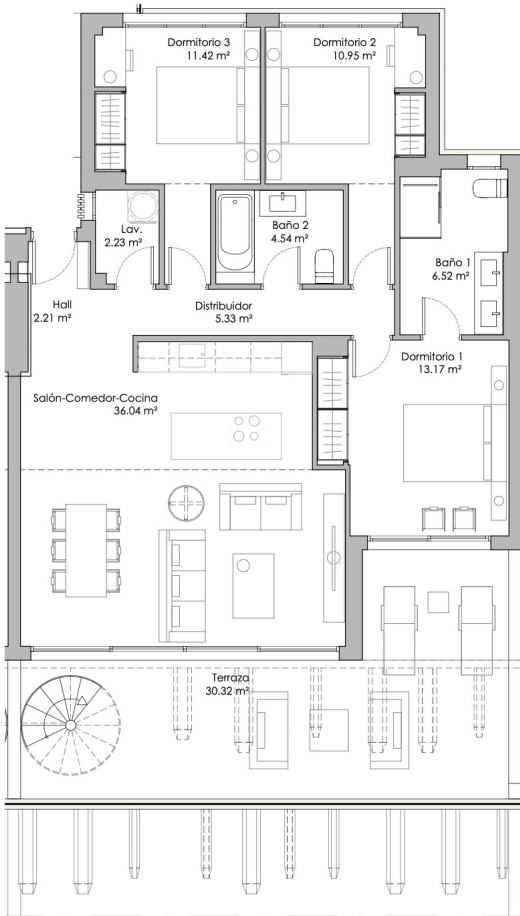 Dormitorio 3
11.42 m²
Dormitorio 2
10.95 m²
Lav.
2.23 m²
Baño 2
4.54 m²
Baño 1
6.52 m²
Hall
2.21 m²
Distribuidor
5.33 m²
Dormitorio 1
13.17 m²
Salón-Comedor-Cocina
36.04 m²
Terraza
30.32 m²